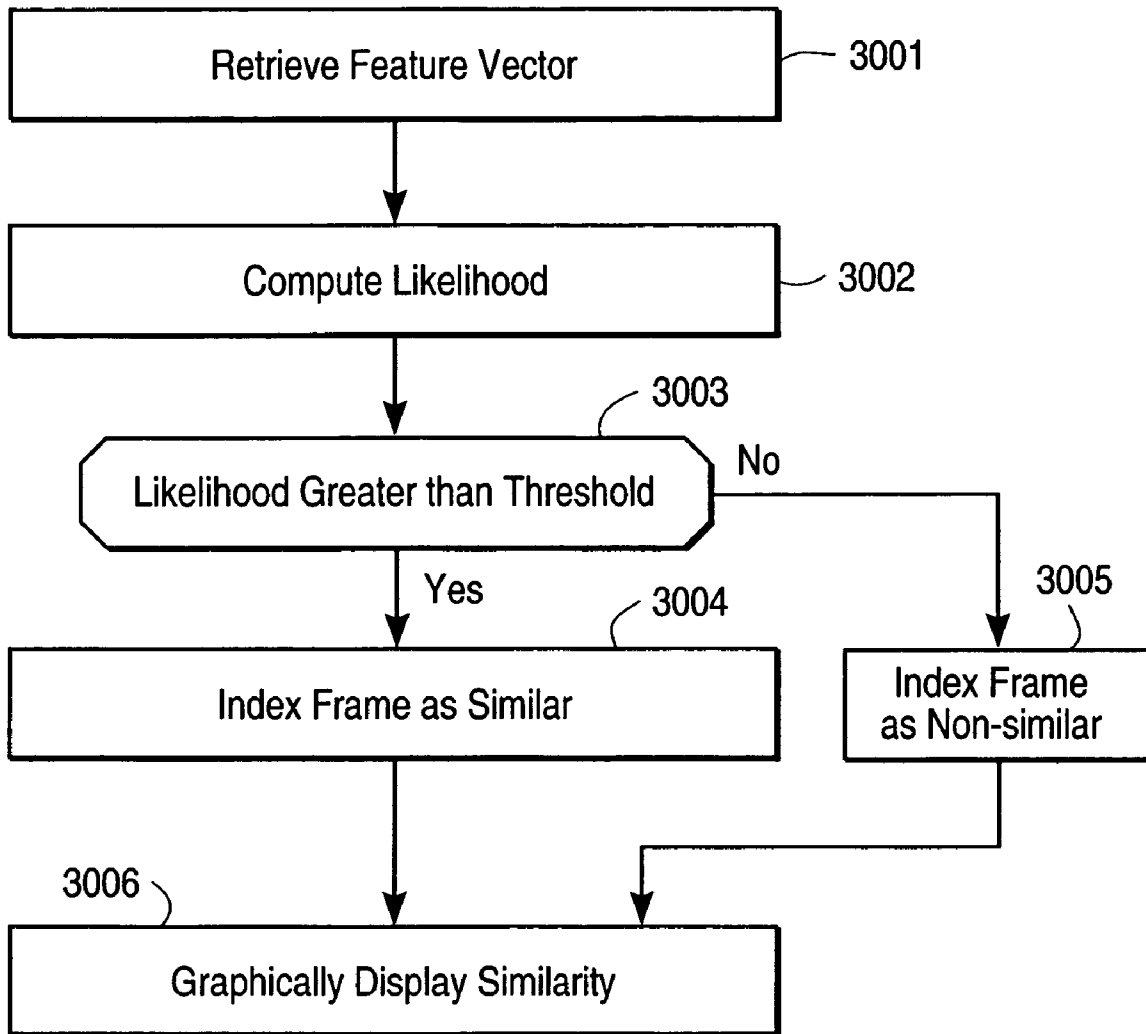 Retrieve Feature Vector
3001
Compute Likelihood
3002
3003
Likelihood Greater than Threshold
No
Yes
3004
3005
Index Frame as Similar
Index Frame
as Non-similar
3006
Graphically Display Similarity